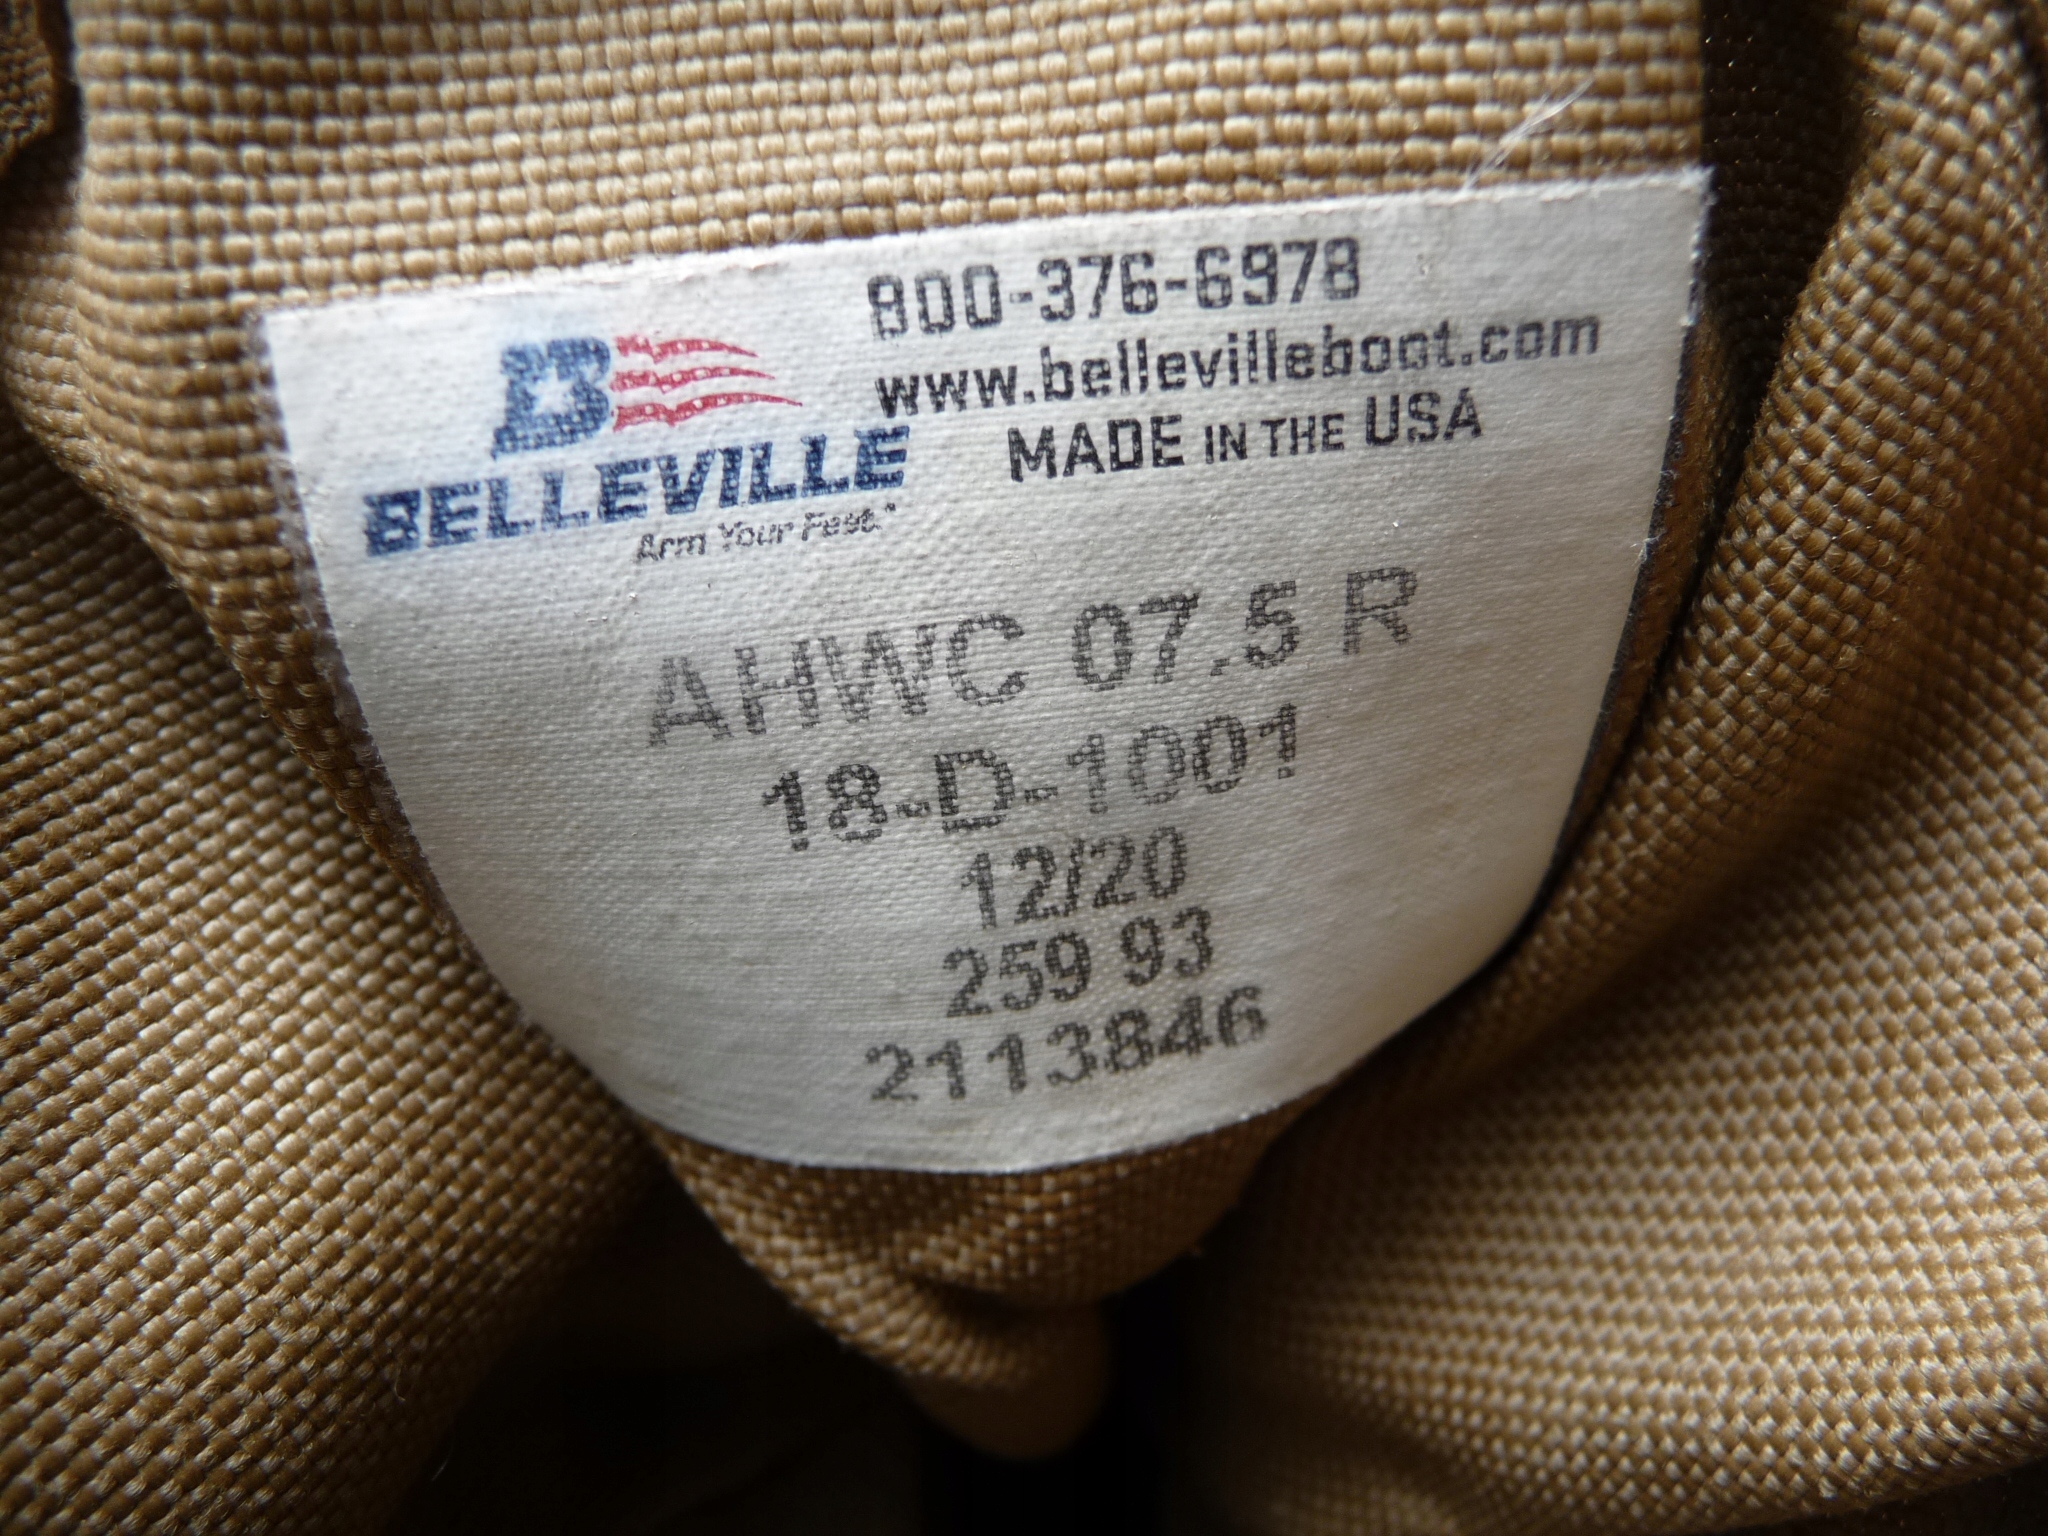 800-376-6978
www.bellevilleboot.com
MADE IN THE USA
B
BELLEVILLE
Arm Your Feet.
AHWC 07.5 R
18-D-1001
12/20
259 93
2113846